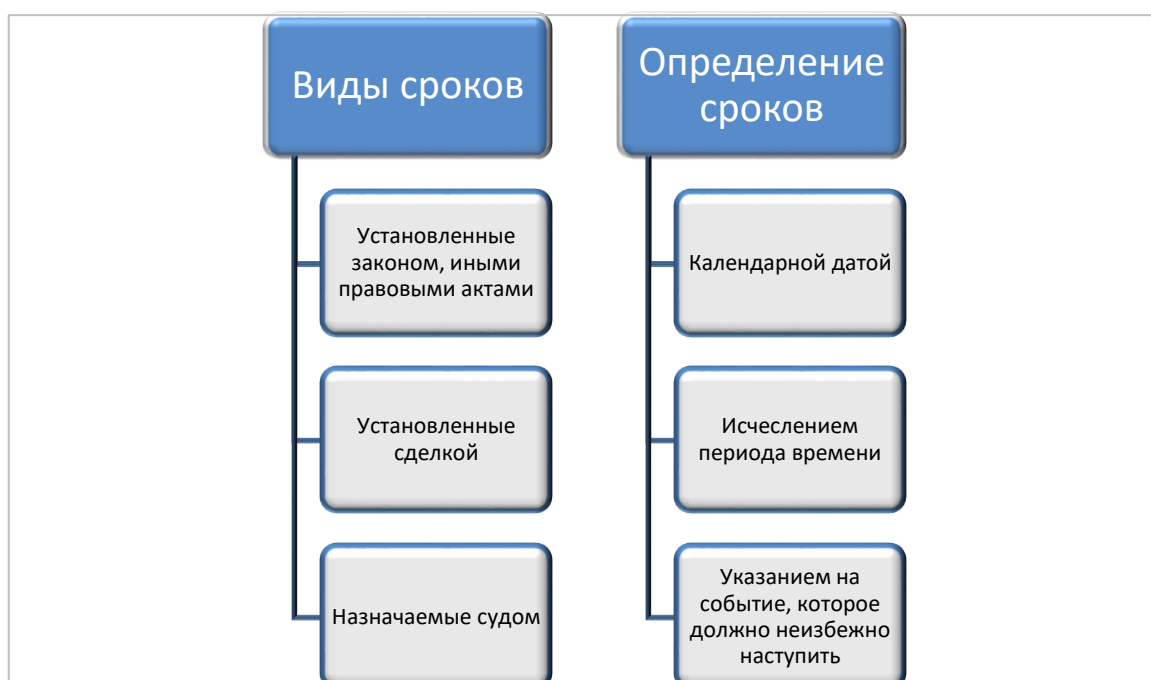 Виды сроков
Установленные
законом, иными
правовыми актами
Установленные
сделкой
Назначаемые судом
Определение
сроков
Календарной датой
Исчеслением
периода времени
Указанием на
событие, которое
должно неизбежно
наступить